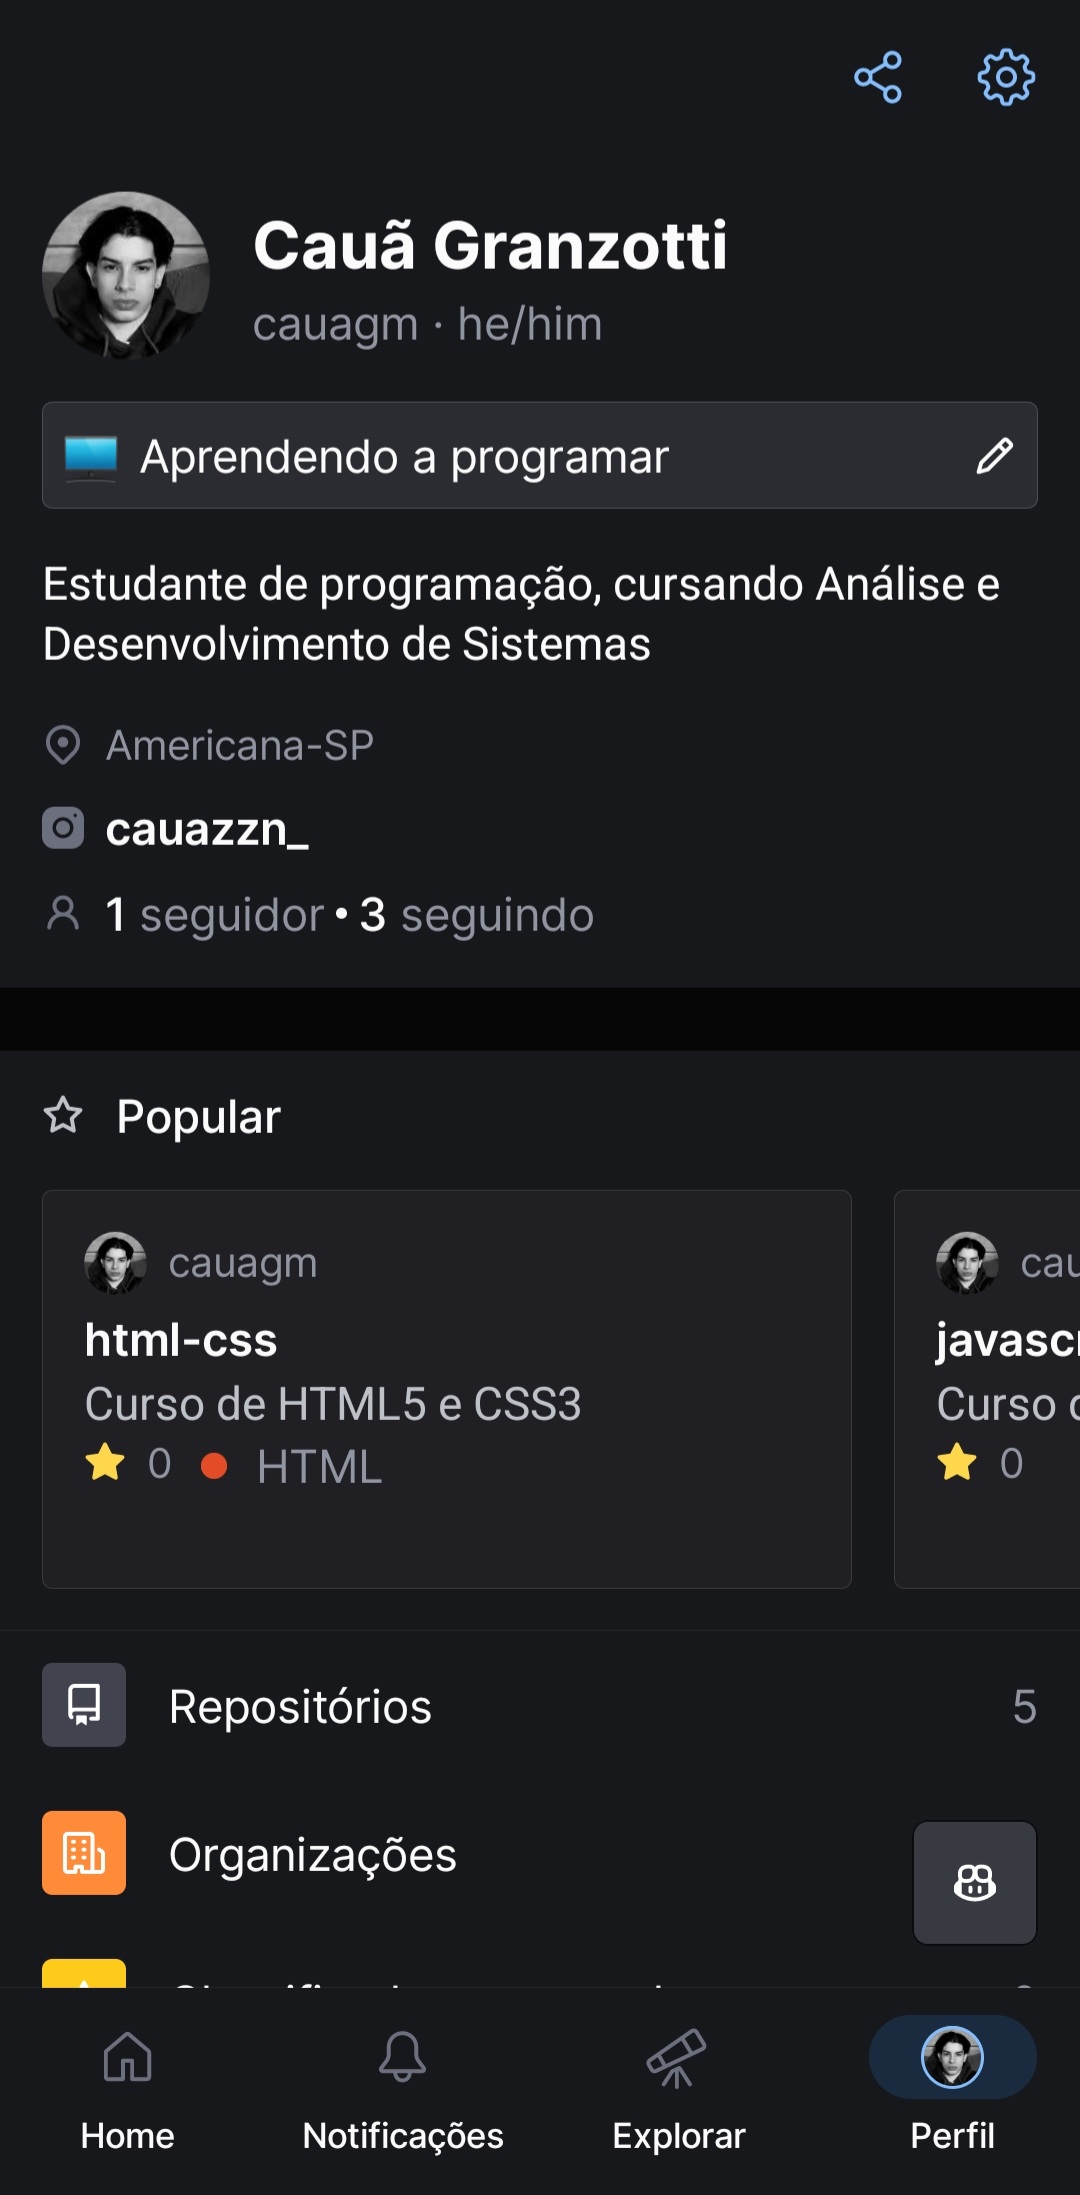 Cauã Granzotti
cauagm · he/him
Aprendendo a programar
Estudante de programação, cursando Análise e
Desenvolvimento de Sistemas
Americana-SP
cauazzn_
1 seguidor • 3 seguindo
Popular
cauagm
html-css
Curso de HTML5 e CSS3
0 HTML
Curso
0
Repositórios 5
Organizações
Home Notificações Explorar Perfil